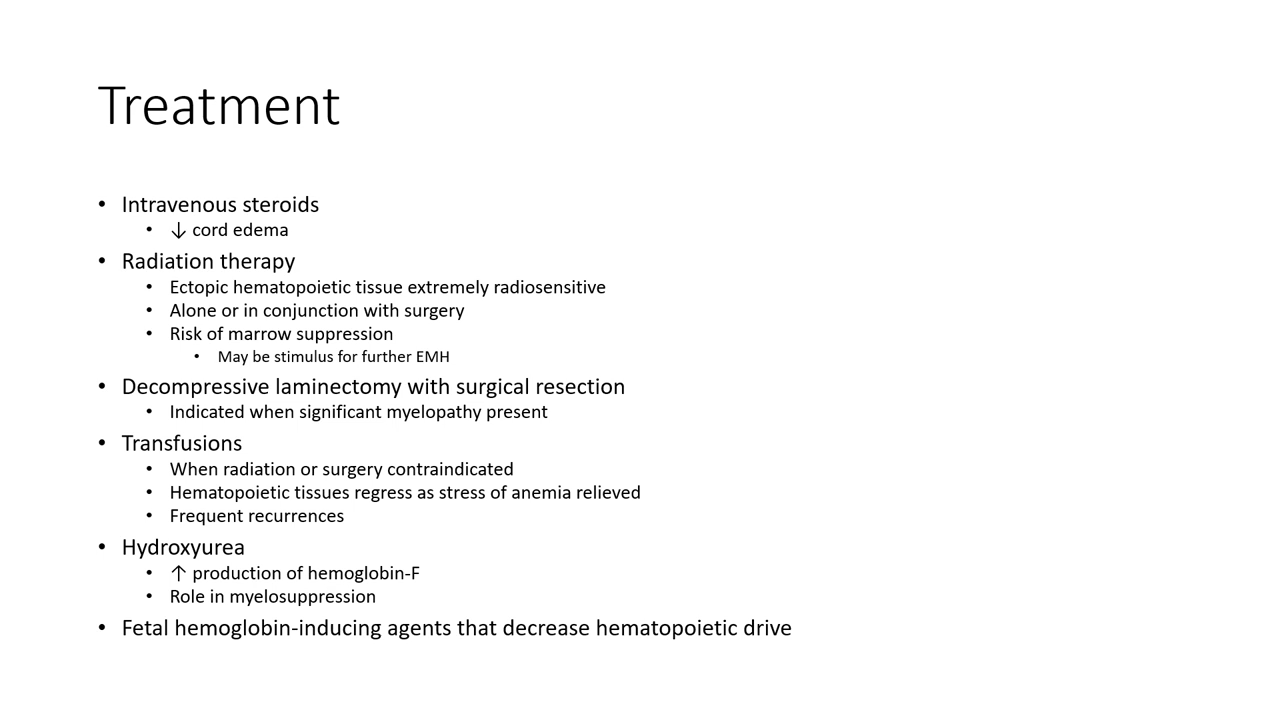 Treatment
• Intravenous steroids
• ↓ cord edema
• Radiation therapy
• Ectopic hematopoietic tissue extremely radiosensitive
• Alone or in conjunction with surgery
• Risk of marrow suppression
• May be stimulus for further EMH
• Decompressive laminectomy with surgical resection
• Indicated when significant myelopathy present
• Transfusions
• When radiation or surgery contraindicated
• Hematopoietic tissues regress as stress of anemia relieved
• Frequent recurrences
• Hydroxyurea
• ↑ production of hemoglobin-F
• Role in myelosuppression
• Fetal hemoglobin-inducing agents that decrease hematopoietic drive